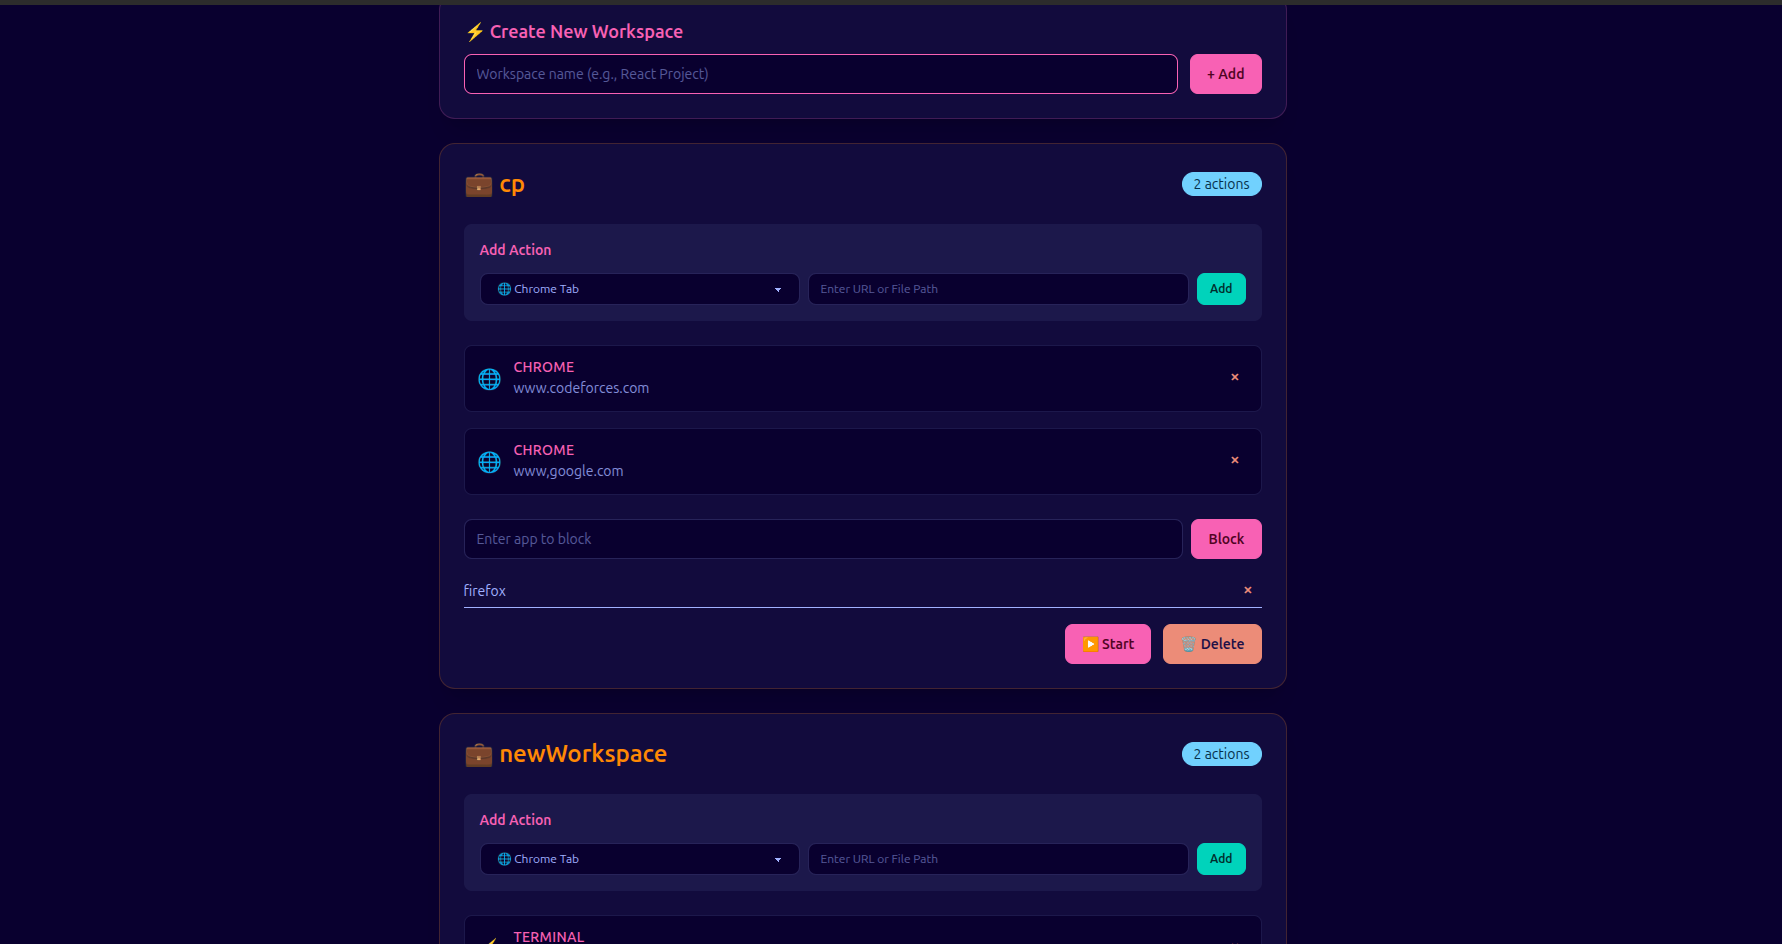 ⚡ Create New Workspace
Workspace name (e.g., React Project)
+ Add
cp
2 actions
Add Action
Chrome Tab
Enter URL or File Path
Add
CHROME
×
www.codeforces.com
CHROME
×
www,google.com
Enter app to block
Block
firefox
×
Start
Delete
newWorkspace
2 actions
Add Action
Chrome Tab
Enter URL or File Path
Add
TERMINAL